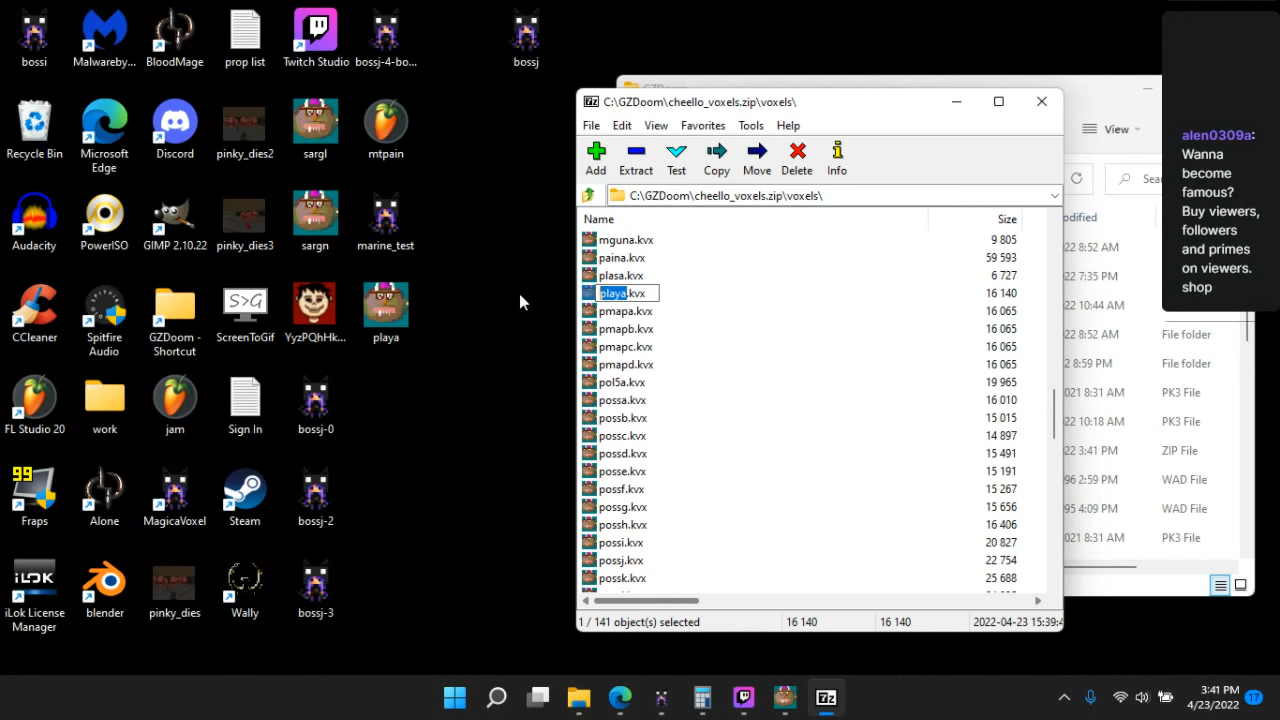 bossi
Malwareby...
BloodMage
prop list
Twitch Studio
bossj-4-bo...
bossj
Recycle Bin
Microsoft
Edge
Discord
pinky_dies2
sargl
mtpain
Audacity
PowerISO
GIMP 2.10.22
pinky_dies3
sargn
marine_test
CCleaner
Spitfire
Audio
GZDoom -
Shortcut
S>G
ScreenToGif
YyzPQhHk...
playa
FL Studio 20
work
jam
Sign In
bossj-0
99
Fraps
Alone
MagicaVoxel
Steam
bossj-2
iLOK
iLok License
Manager
blender
pinky_dies
Wally
bossj-3
7z C:\GZDoom\cheello_voxels.zip\voxels\
File Edit View Favorites Tools Help
Add Extract Test Copy Move Delete Info
C:\GZDoom\cheello_voxels.zip\voxels\
Name Size
mguna.kvx 9 805
paina.kvx 59 593
plasa.kvx 6 727
playa.kvx 16 140
pmapa.kvx 16 065
pmapb.kvx 16 065
pmapc.kvx 16 065
pmapd.kvx 16 065
pol5a.kvx 19 965
possa.kvx 16 010
possb.kvx 15 015
possc.kvx 14 897
possd.kvx 15 491
posse.kvx 15 191
possf.kvx 15 267
possg.kvx 15 656
possh.kvx 16 406
possi.kvx 20 827
possj.kvx 22 754
possk.kvx 25 688
1 / 141 object(s) selected 16 140 16 140 2022-04-23 15:39:4
View
Sea
odified
22 8:52 AM
22 7:35 PM
22 10:44 AM
22 8:52 AM File folder
22 8:59 PM File folder
021 8:31 AM PK3 File
22 10:18 AM PK3 File
22 3:41 PM ZIP File
996 2:59 PM WAD File
95 4:09 PM WAD File
021 8:31 AM PK3 File
alen0309a:
Wanna
become
famous?
Buy viewers,
followers
and primes
on viewers.
shop
7z
3:41 PM
4/23/2022
17